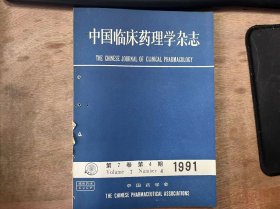 中国临床药理学杂志
THE CHINESE JOURNAL OF CLINICAL PHARMACOLOGY
第7卷第4期
Volume 7 Number 4
1991
中国药学会
THE CHINESE PHARMACEUTICAL ASSOCIATIONS